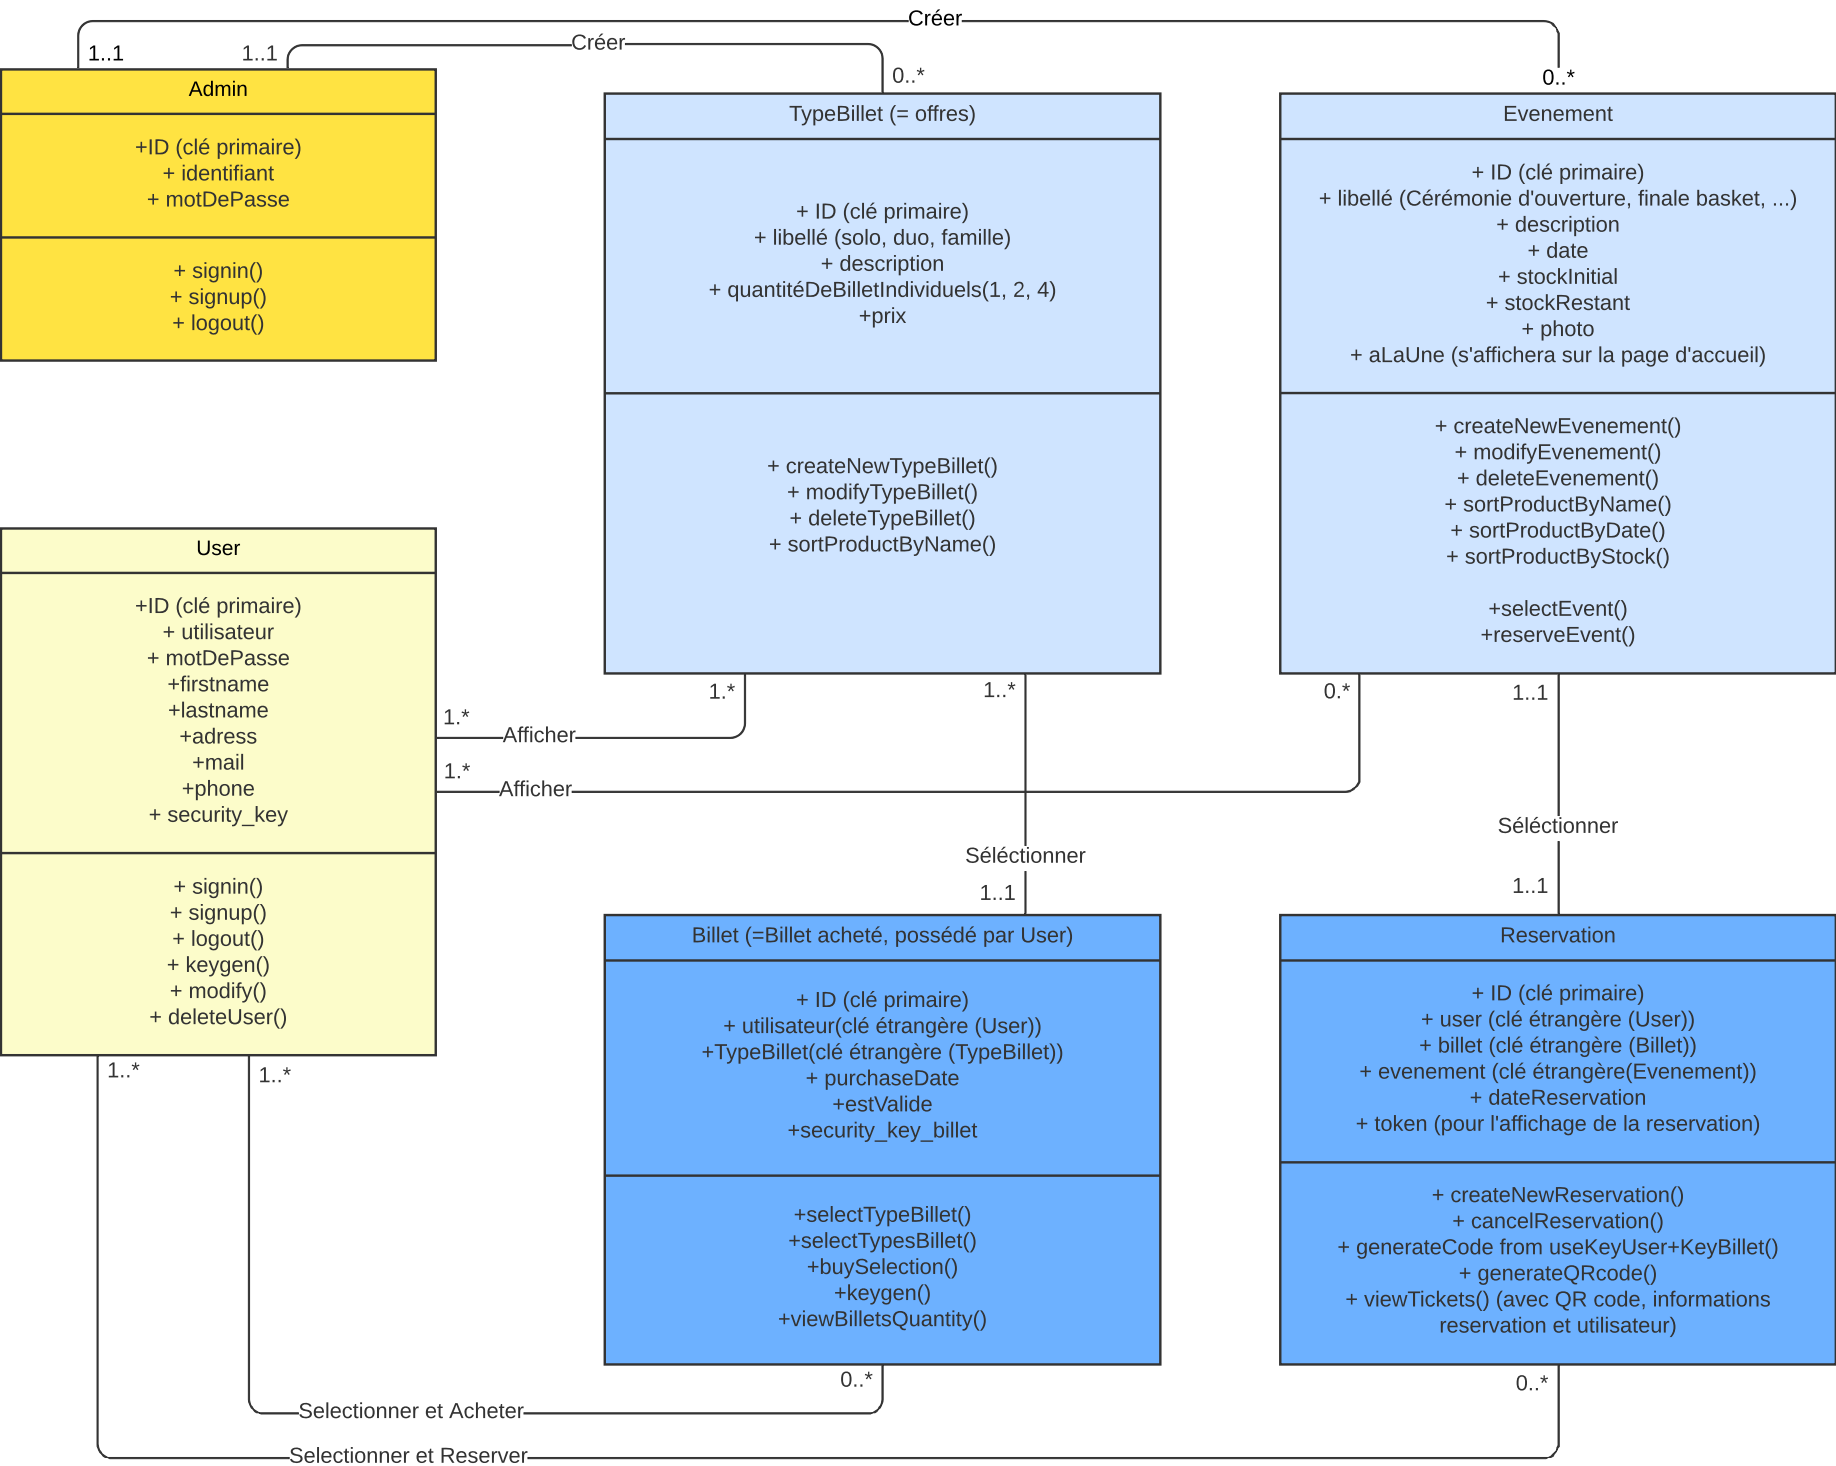 Créer
1..1
1..1
Créer
0..*
0..*
Admin
+ID (clé primaire)
+ identifiant
+ motDePasse
+ signin()
+ signup()
+ logout()
TypeBillet (= offres)
+ ID (clé primaire)
+ libellé (solo, duo, famille)
+ description
+ quantitéDeBilletIndividuels(1, 2, 4)
+prix
+ createNewTypeBillet()
+ modifyTypeBillet()
+ deleteTypeBillet()
+ sortProductByName()
Evenement
+ ID (clé primaire)
+ libellé (Cérémonie d'ouverture, finale basket, ...)
+ description
+ date
+ stockInitial
+ stockRestant
+ photo
+ aLaUne (s'affichera sur la page d'accueil)
+ createNewEvenement()
+ modifyEvenement()
+ deleteEvenement()
+ sortProductByName()
+ sortProductByDate()
+ sortProductByStock()
+selectEvent()
+reserveEvent()
User
+ID (clé primaire)
+ utilisateur
+ motDePasse
+firstname
+lastname
+adress
+mail
+phone
+ security_key
+ signin()
+ signup()
+ logout()
+ keygen()
+ modify()
+ deleteUser()
1.*
1..*
0.*
1..1
1.*
Afficher
1.*
Afficher
Séléctionner
Séléctionner
1..1
1..1
Billet (=Billet acheté, possédé par User)
+ ID (clé primaire)
+ utilisateur(clé étrangère (User))
+TypeBillet(clé étrangère (TypeBillet))
+ purchaseDate
+estValide
+security_key_billet
+selectTypeBillet()
+selectTypesBillet()
+buySelection()
+keygen()
+viewBilletsQuantity()
Reservation
+ ID (clé primaire)
+ user (clé étrangère (User))
+ billet (clé étrangère (Billet))
+ evenement (clé étrangère(Evenement))
+ dateReservation
+ token (pour l'affichage de la reservation)
+ createNewReservation()
+ cancelReservation()
+ generateCode from useKeyUser+KeyBillet()
+ generateQRcode()
+ viewTickets() (avec QR code, informations
reservation et utilisateur)
1..*
1..*
0..*
0..*
Selectionner et Acheter
Selectionner et Reserver